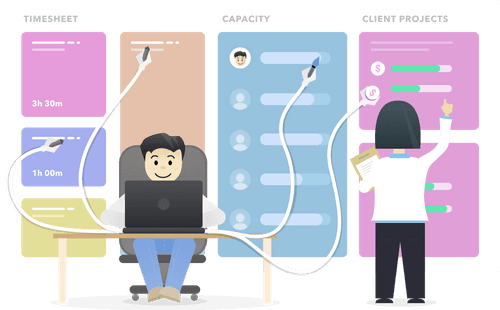 TIMESHEET
CAPACITY
CLIENT PROJECTS
$
$
3h 30m
1h 00m